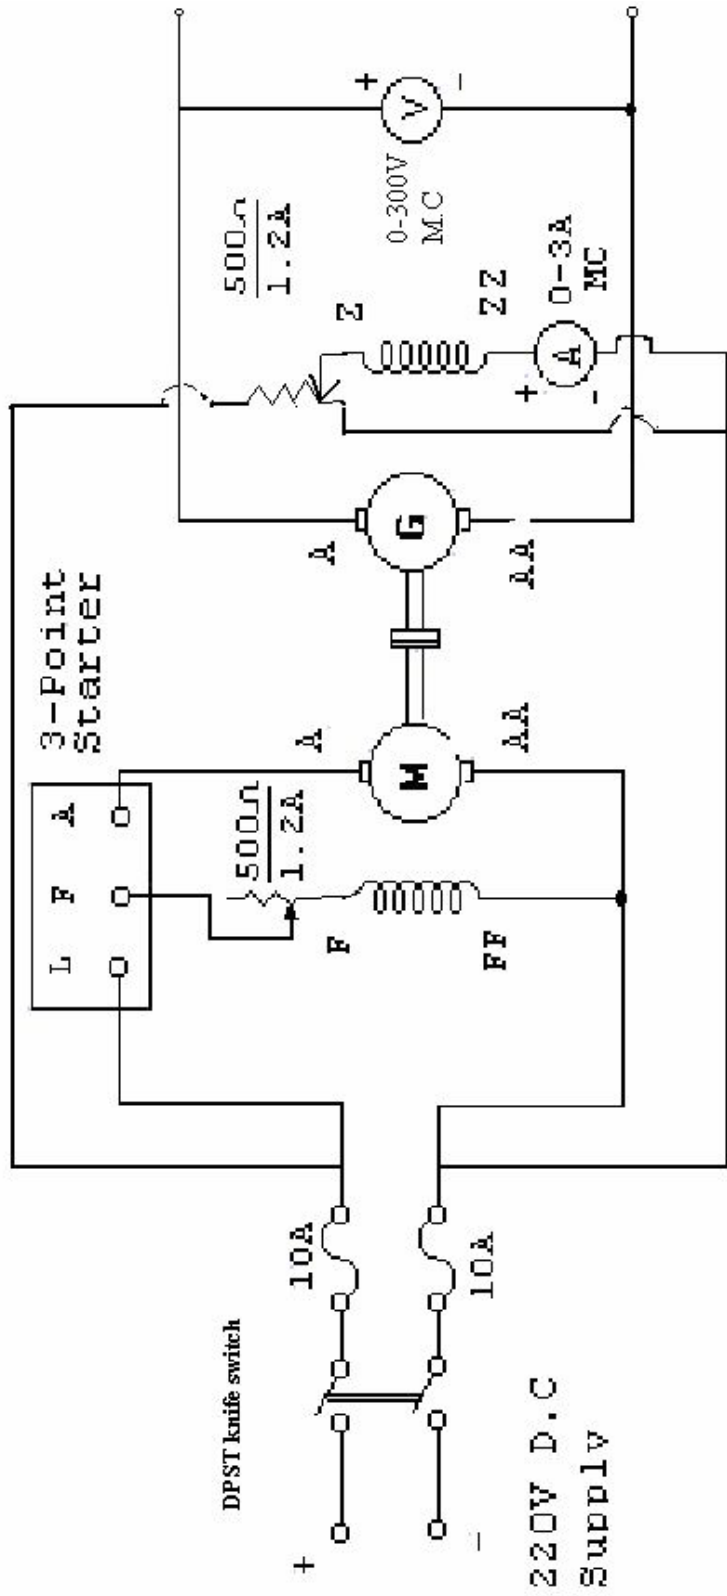 +
-
220V D.C
Supply
DPST knife switch
10A
10A
L F A
3-Point
Starter
500Ω
1.2A
F
FF
M
A
AA
G
A
AA
500Ω
1.2A
Z
ZZ
A
+
-
0-3A
MC
V
+
-
0-300V
MC